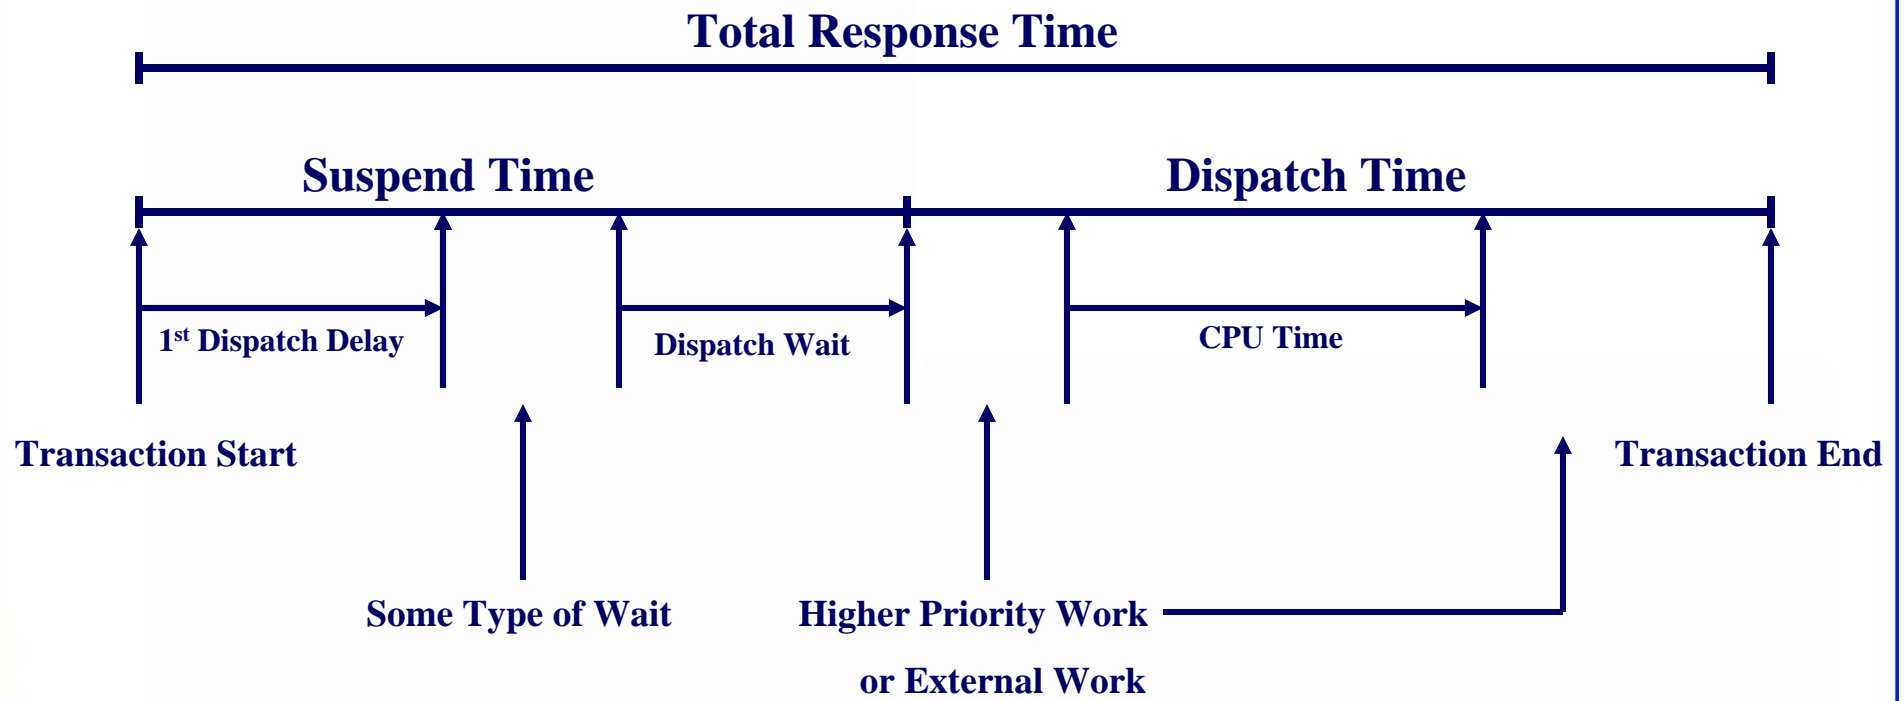 Total Response Time
Suspend Time
Dispatch Time
1st Dispatch Delay
Dispatch Wait
CPU Time
Transaction Start
Transaction End
Some Type of Wait
Higher Priority Work
or External Work